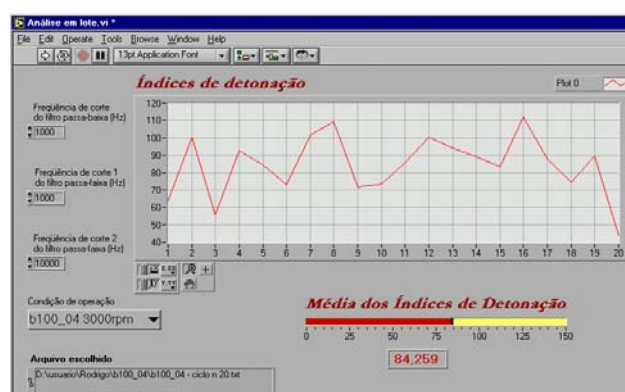 Análise em lote.vi *
File Edit Operate Tools Browse Window Help
13pt Application Font
Índices de detonação
Plot 0
Freqüência de corte
do filtro passa-baixa (Hz)
1000
Freqüência de corte 1
do filtro passa-faixa (Hz)
1000
Freqüência de corte 2
do filtro passa-faixa (Hz)
10000
120
110
100
90
80
70
60
50
40
1 2 3 4 5 6 7 8 9 10 11 12 13 14 15 16 17 18 19 20
Condição de operação
b100_04 3000rpm
Média dos Índices de Detonação
0 25 50 75 100 125 150
84,259
Arquivo escolhido
D:\usuario\Rodrigo\b100_04\b100_04 - ciclo n 20.txt